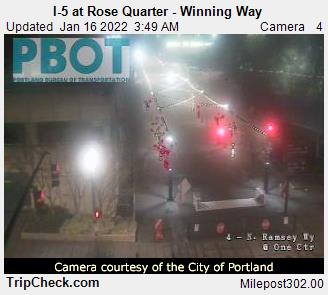 I-5 at Rose Quarter - Winning Way
Updated Jan 16 2022 3:49 AM Camera 4
PBOT
PORTLAND BUREAU OF TRANSPORTATION
4 - N. Ramsey Wy
@ One Ctr
Camera courtesy of the City of Portland
TripCheck.com Milepost302.00